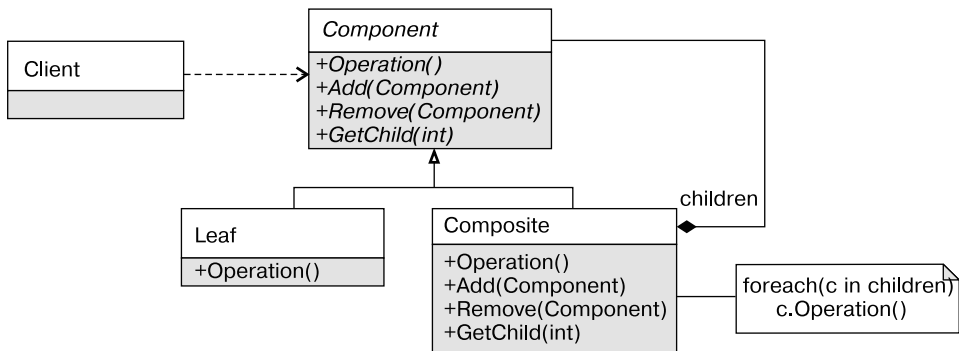 Component
+Operation()
+Add(Component)
+Remove(Component)
+GetChild(int)
Client
children
Leaf
+Operation()
Composite
+Operation()
+Add(Component)
+Remove(Component)
+GetChild(int)
foreach(c in children)
c.Operation()